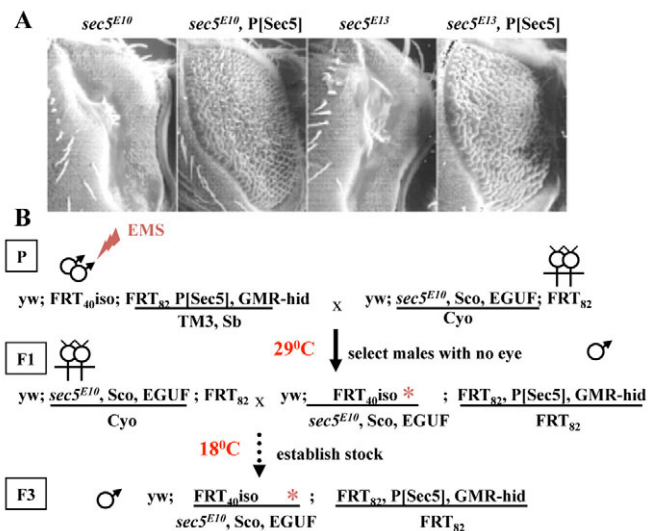 A sec5E10 sec5E10, P[Sec5] sec5E13 sec5E13, P[Sec5]
B
EMS
P
yw; FRT40iso; FRT82 P[Sec5], GMR-hid x yw; sec5E10, Sco, EGUF; FRT82
TM3, Sb Cyo
29⁰C select males with no eye
F1
yw; sec5E10, Sco, EGUF ; FRT82 x yw; FRT40iso * ; FRT82, P[Sec5], GMR-hid
Cyo sec5E10, Sco, EGUF FRT82
18⁰C establish stock
F3
yw; FRT40iso * ; FRT82, P[Sec5], GMR-hid
sec5E10, Sco, EGUF FRT82